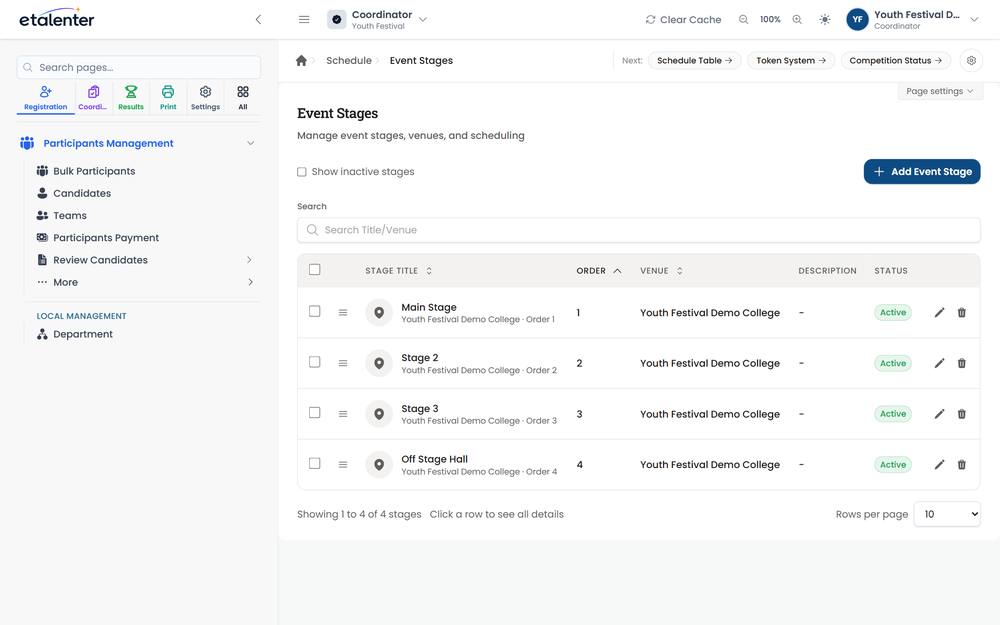 etalenter
Coordinator
Youth Festival
Clear Cache
100%
YF
Youth Festival D...
Coordinator
Search pages...
Registration
Coordi...
Results
Print
Settings
All
Participants Management
Bulk Participants
Candidates
Teams
Participants Payment
Review Candidates
More
LOCAL MANAGEMENT
Department
Schedule
Event Stages
Next:
Schedule Table →
Token System →
Competition Status →
Page settings
Event Stages
Manage event stages, venues, and scheduling
Show inactive stages
+ Add Event Stage
Search
Search Title/Venue
STAGE TITLE ORDER VENUE DESCRIPTION STATUS
Main Stage
Youth Festival Demo College · Order 1
1 Youth Festival Demo College - Active
Stage 2
Youth Festival Demo College · Order 2
2 Youth Festival Demo College - Active
Stage 3
Youth Festival Demo College · Order 3
3 Youth Festival Demo College - Active
Off Stage Hall
Youth Festival Demo College · Order 4
4 Youth Festival Demo College - Active
Showing 1 to 4 of 4 stages Click a row to see all details
Rows per page 10